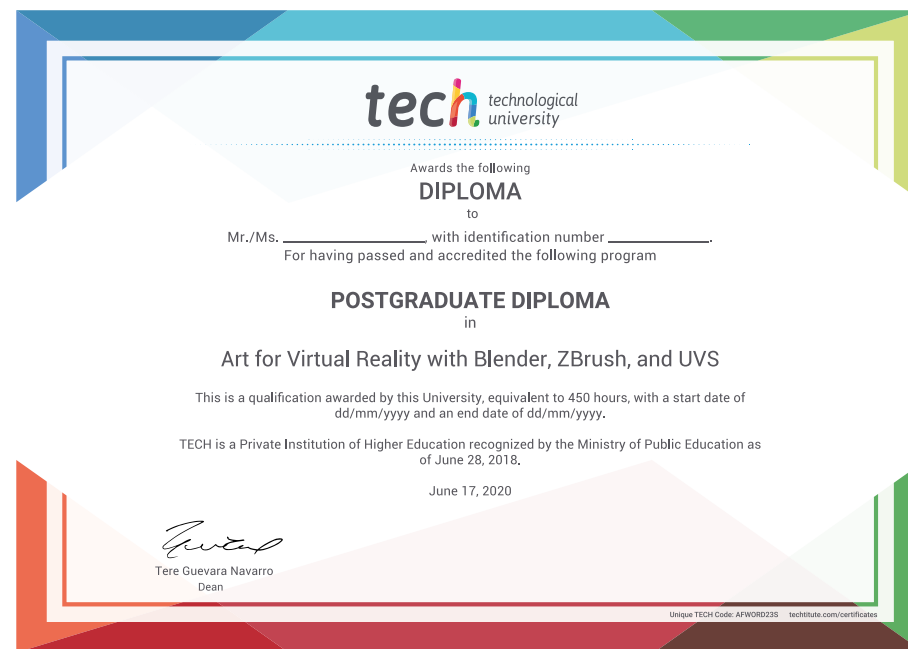 tech technological
university
Awards the following
DIPLOMA
to
Mr./Ms. ____________________, with identification number ______________.
For having passed and accredited the following program
POSTGRADUATE DIPLOMA
in
Art for Virtual Reality with Blender, ZBrush, and UVS
This is a qualification awarded by this University, equivalent to 450 hours, with a start date of
dd/mm/yyyy and an end date of dd/mm/yyyy.
TECH is a Private Institution of Higher Education recognized by the Ministry of Public Education as
of June 28, 2018.
June 17, 2020
Tere Guevara Navarro
Dean
Unique TECH Code: AFWORD23S techtitute.com/certificates